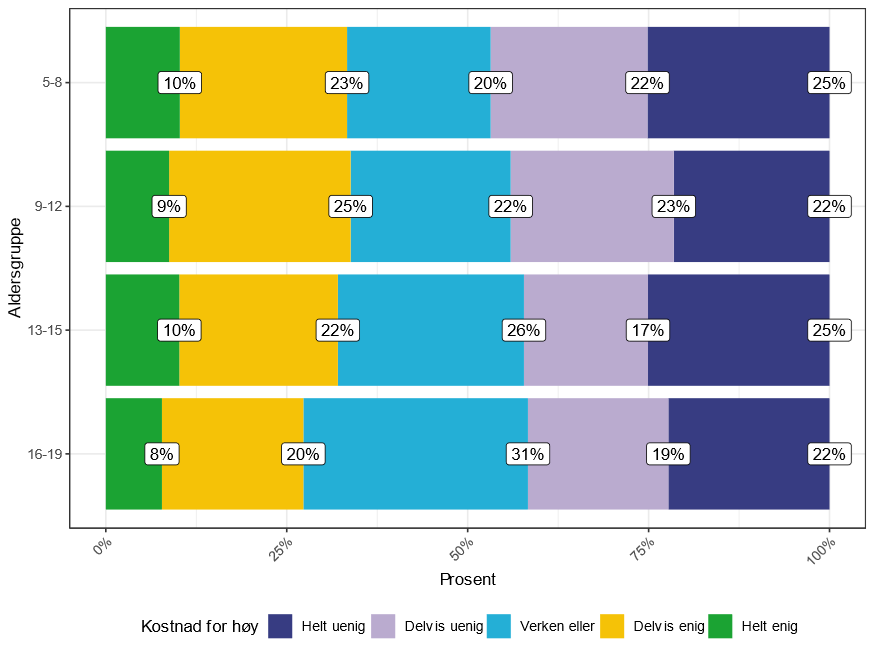 5-8
10% 23% 20% 22% 25%
9-12
9% 25% 22% 23% 22%
13-15
10% 22% 26% 17% 25%
16-19
8% 20% 31% 19% 22%
Aldersgruppe
0% 25% 50% 75% 100%
Prosent
Kostnad for høy Helt uenig Delvis uenig Verken eller Delvis enig Helt enig